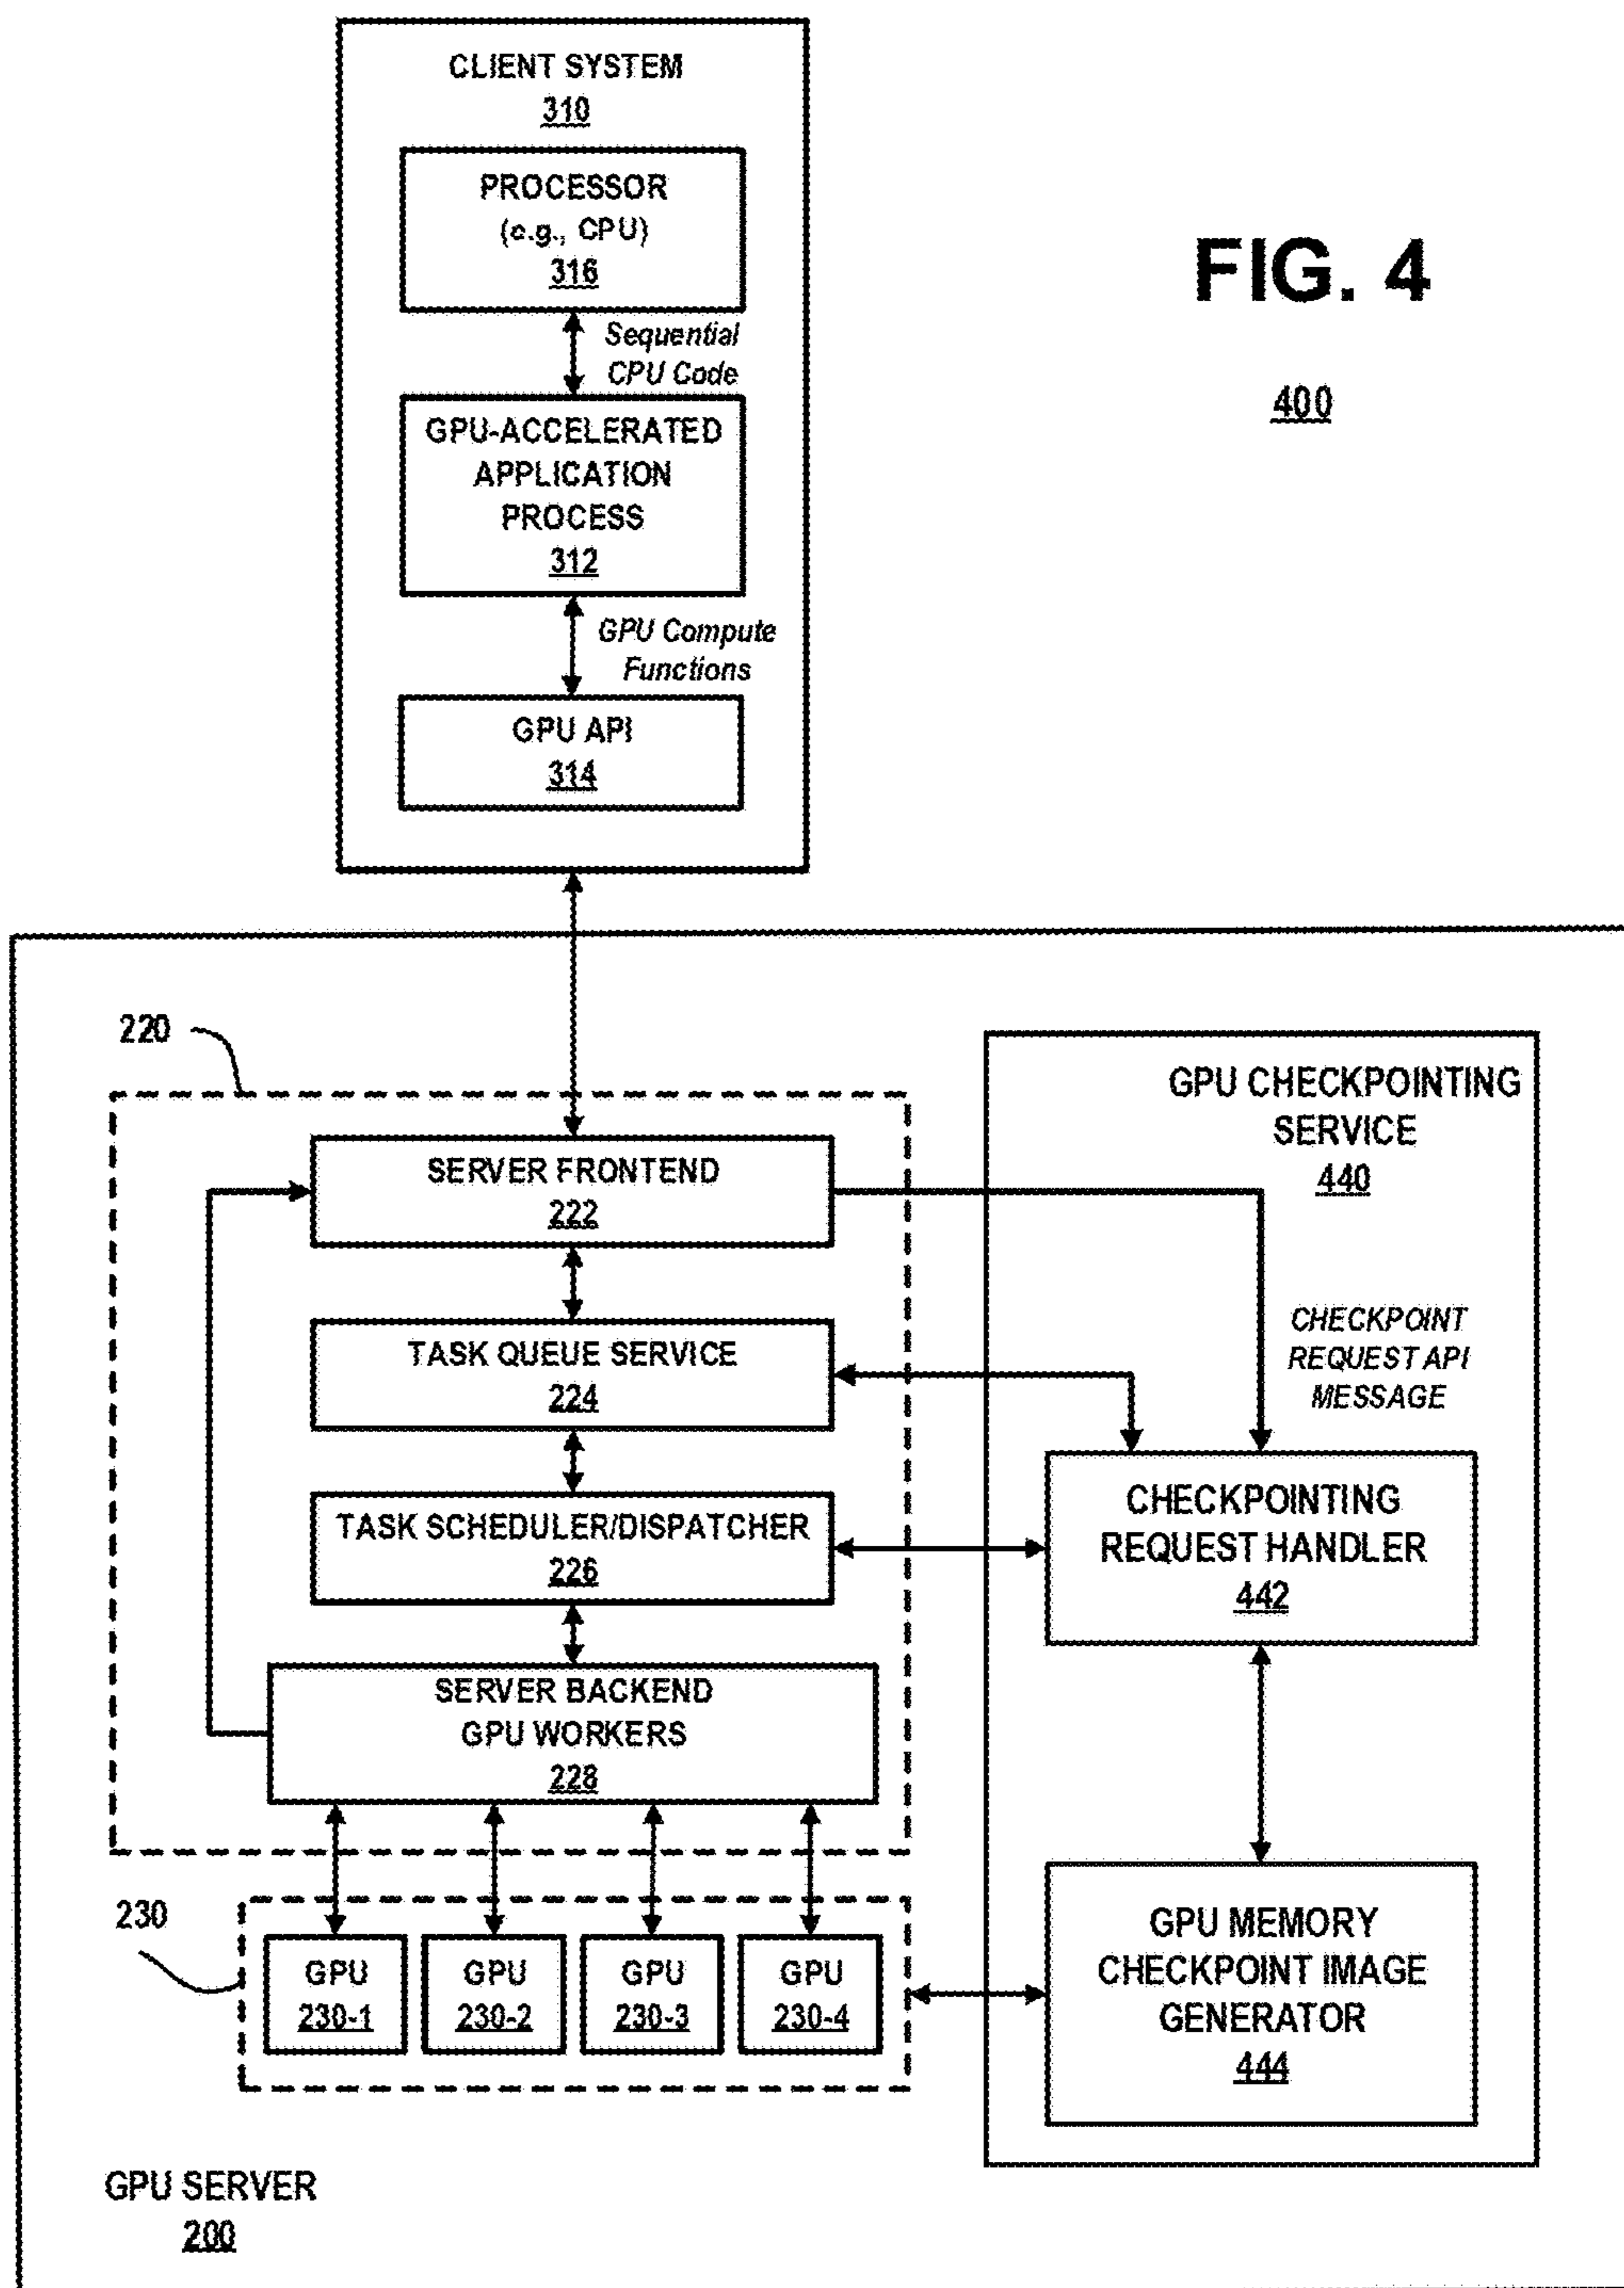 CLIENT SYSTEM
310
PROCESSOR
(e.g., CPU)
316
Sequential
CPU Code
GPU-ACCELERATED
APPLICATION
PROCESS
312
GPU Compute
Functions
GPU API
314
FIG. 4
400
220
SERVER FRONTEND
222
TASK QUEUE SERVICE
224
TASK SCHEDULER/DISPATCHER
226
SERVER BACKEND
GPU WORKERS
228
230
GPU
230-1
GPU
230-2
GPU
230-3
GPU
230-4
GPU CHECKPOINTING
SERVICE
440
CHECKPOINT
REQUEST API
MESSAGE
CHECKPOINTING
REQUEST HANDLER
442
GPU MEMORY
CHECKPOINT IMAGE
GENERATOR
444
GPU SERVER
200